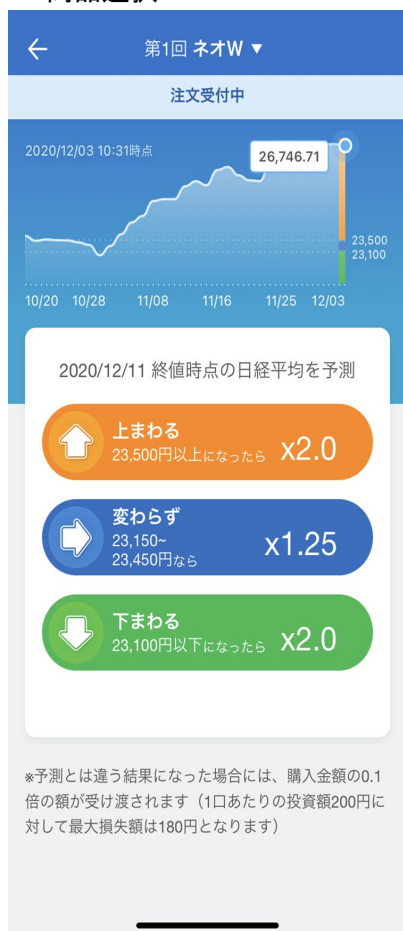 第1回 ネオW ▼
注文受付中
2020/12/03 10:31時点
26,746.71
23,500
23,100
10/20 10/28 11/08 11/16 11/25 12/03
2020/12/11 終値時点の日経平均を予測
上まわる
23,500円以上になったら x2.0
変わらず
23,150~
23,450円なら x1.25
下まわる
23,100円以下になったら x2.0
※予測とは違う結果になった場合には、購入金額の0.1
倍の額が受け渡されます（1口あたりの投資額200円に
対して最大損失額は180円となります）